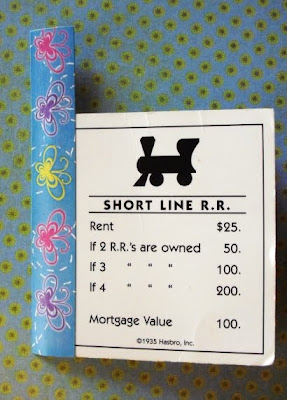 SHORT LINE R.R.
Rent $25.
If 2 R.R.'s are owned 50.
If 3 " " " 100.
If 4 " " " 200.
Mortgage Value 100.
©1935 Hasbro, Inc.